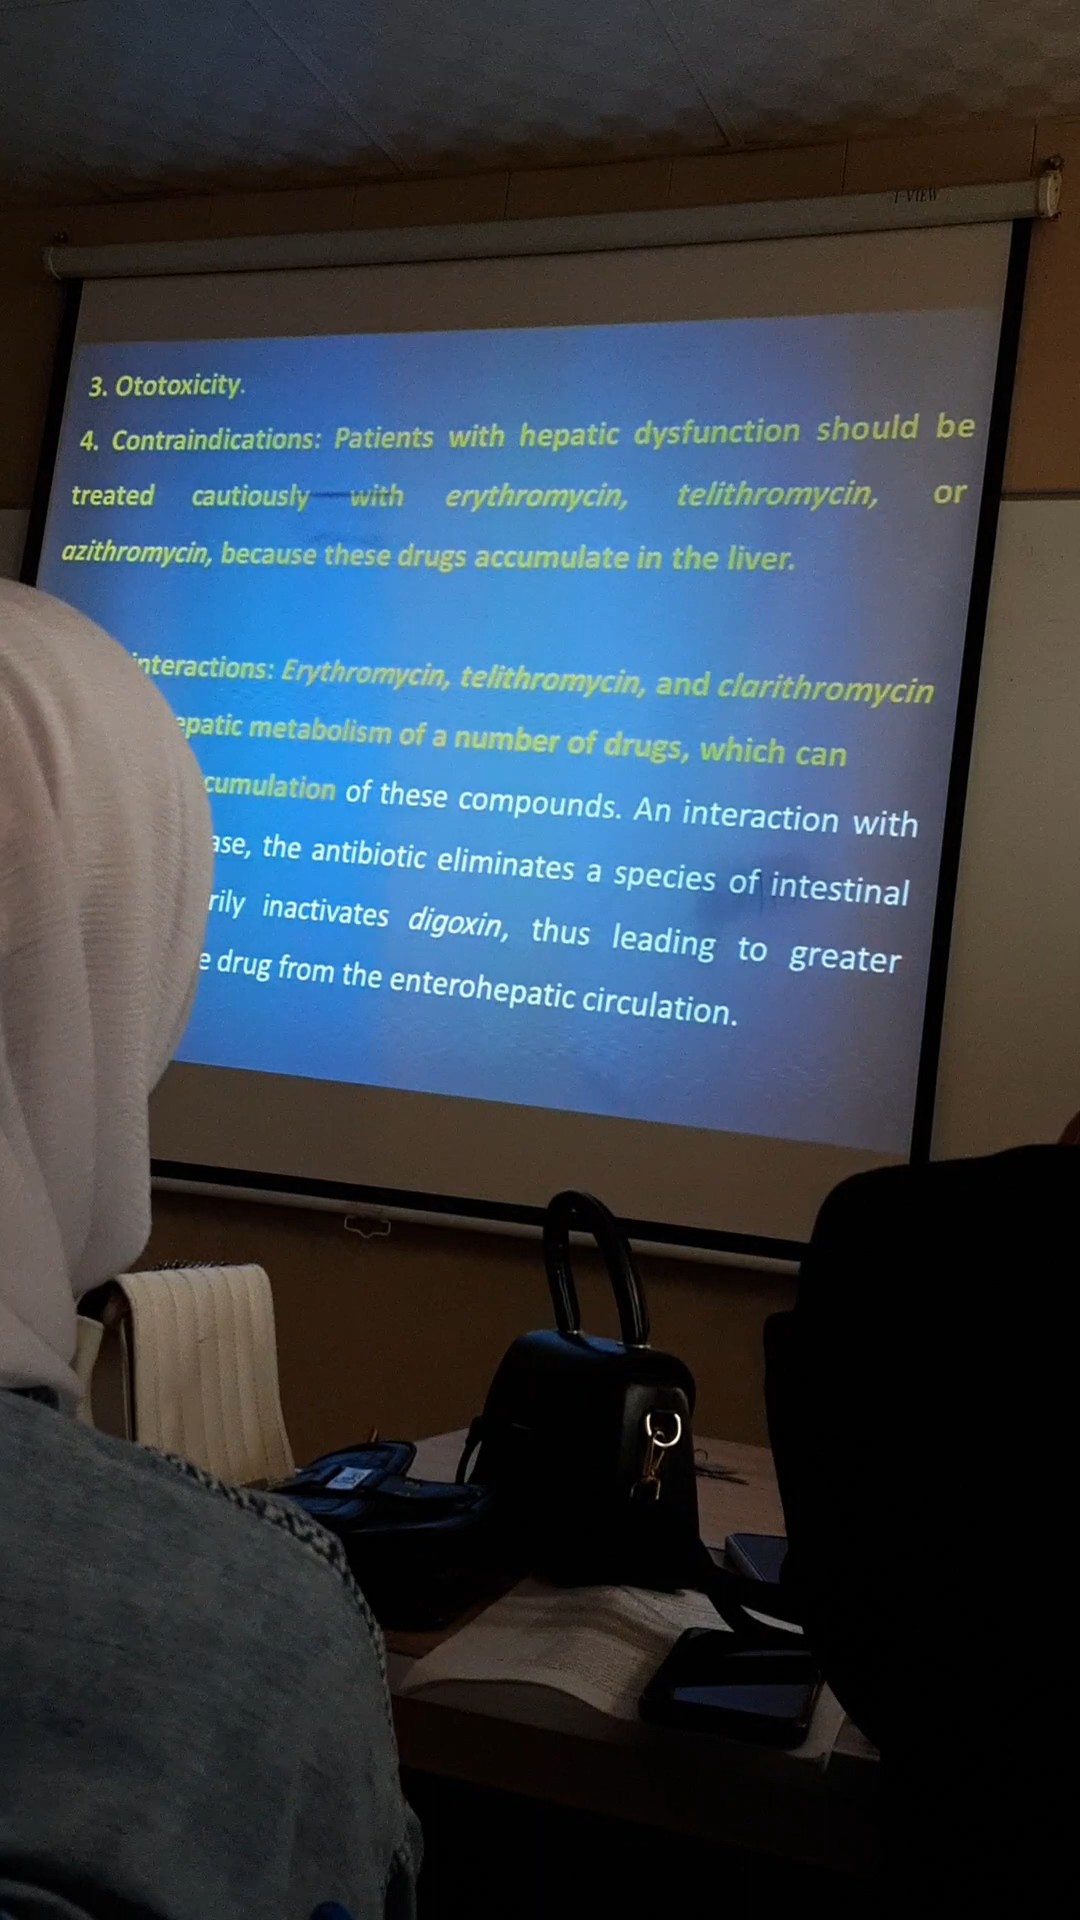 I VIEW
3. Ototoxicity.
4. Contraindications: Patients with hepatic dysfunction should be
treated cautiously with erythromycin, telithromycin, or
azithromycin, because these drugs accumulate in the liver.
interactions: Erythromycin, telithromycin, and clarithromycin
epatic metabolism of a number of drugs, which can
cumulation of these compounds. An interaction with
ase, the antibiotic eliminates a species of intestinal
rily inactivates digoxin, thus leading to greater
e drug from the enterohepatic circulation.